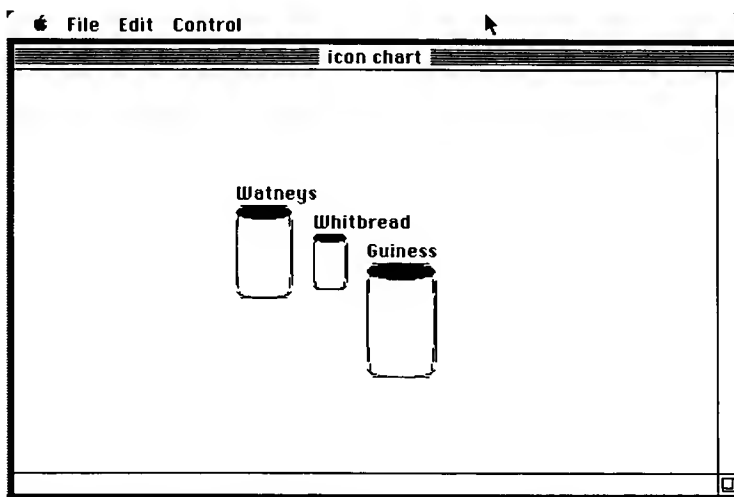 File Edit Control
icon chart
Watneys
Whitbread
Guiness